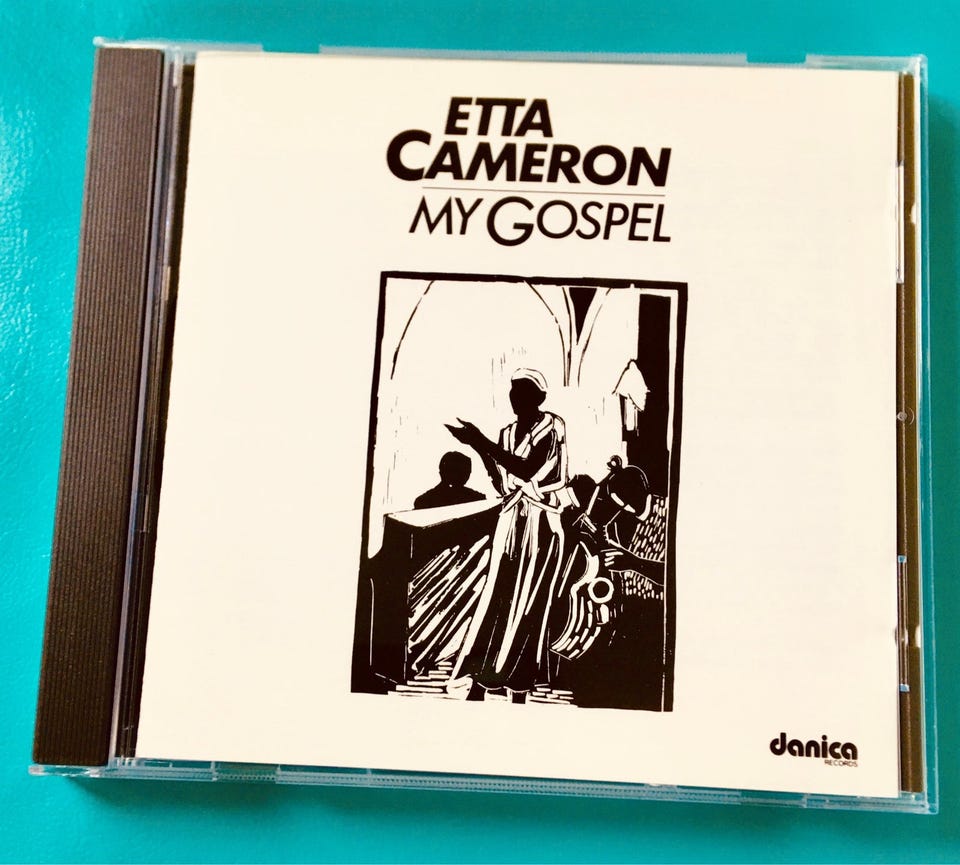 ETTA
CAMERON
MY GOSPEL
danica
RECORDS